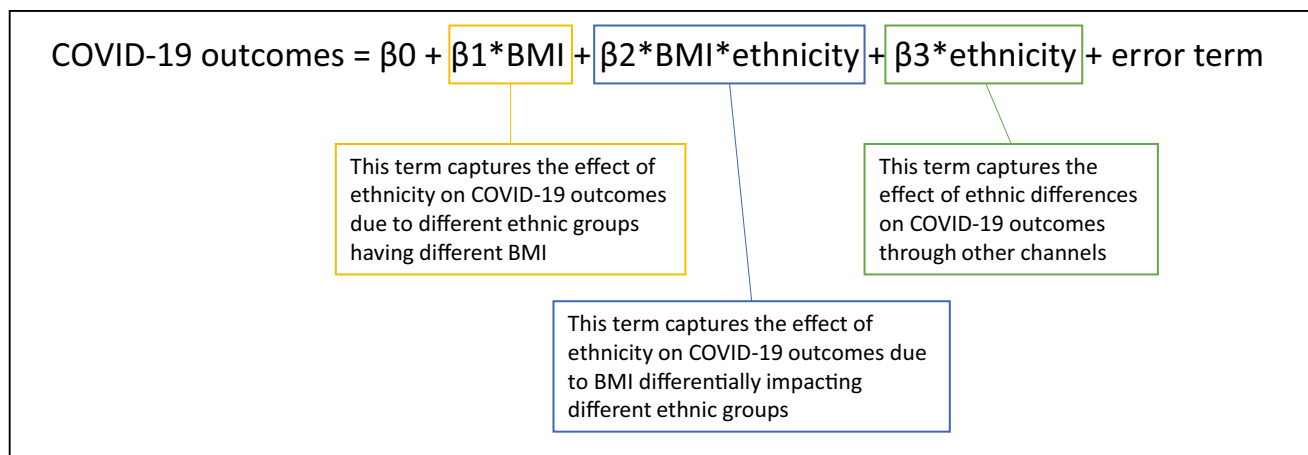 COVID-19 outcomes = β0 + β1*BMI + β2*BMI*ethnicity + β3*ethnicity + error term
This term captures the effect of
ethnicity on COVID-19 outcomes
due to different ethnic groups
having different BMI
This term captures the
effect of ethnic differences
on COVID-19 outcomes
through other channels
This term captures the effect of
ethnicity on COVID-19 outcomes due
to BMI differentially impacting
different ethnic groups